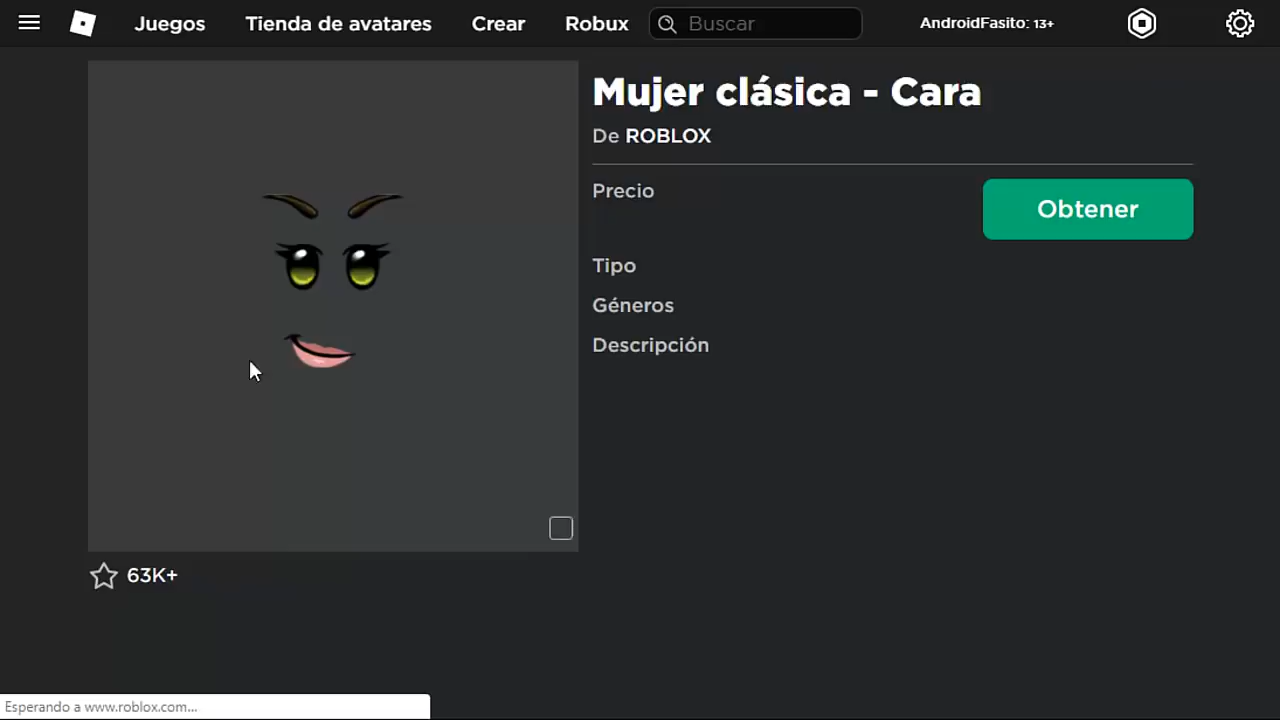 Juegos Tienda de avatares Crear Robux Buscar AndroidFasito: 13+
Mujer clásica - Cara
De ROBLOX
Precio
Obtener
Tipo
Géneros
Descripción
63K+
Esperando a www.roblox.com...